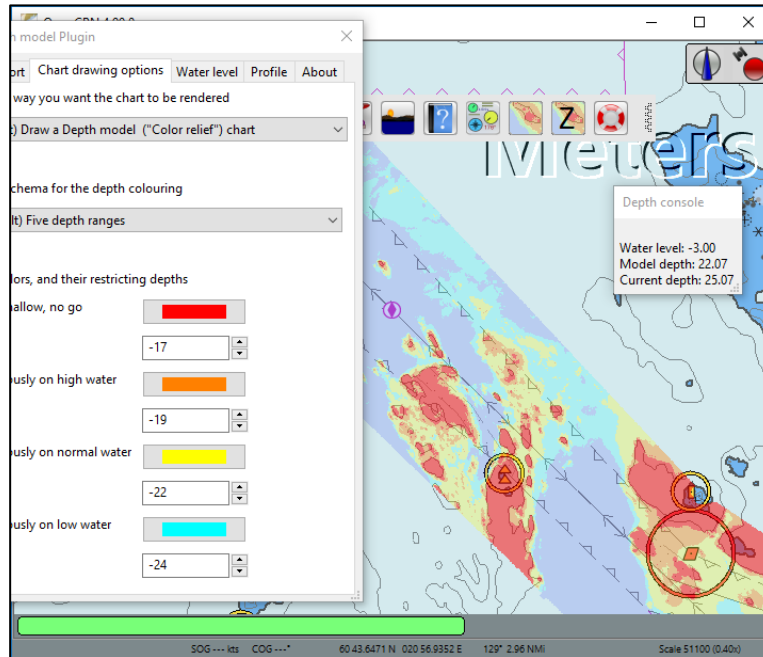 n model Plugin
ort Chart drawing options Water level Profile About
way you want the chart to be rendered
t) Draw a Depth model ("Color relief") chart
chema for the depth colouring
lt) Five depth ranges
lors, and their restricting depths
allow, no go
-17
ously on high water
-19
ously on normal water
-22
ously on low water
-24
Z
Meters
Depth console
Water level: -3.00
Model depth: 22.07
Current depth: 25.07
SOG --- kts COG ---° 60 43.6471 N 020 56.9352 E 129° 2.96 NMi Scale 51100 (0.40x)